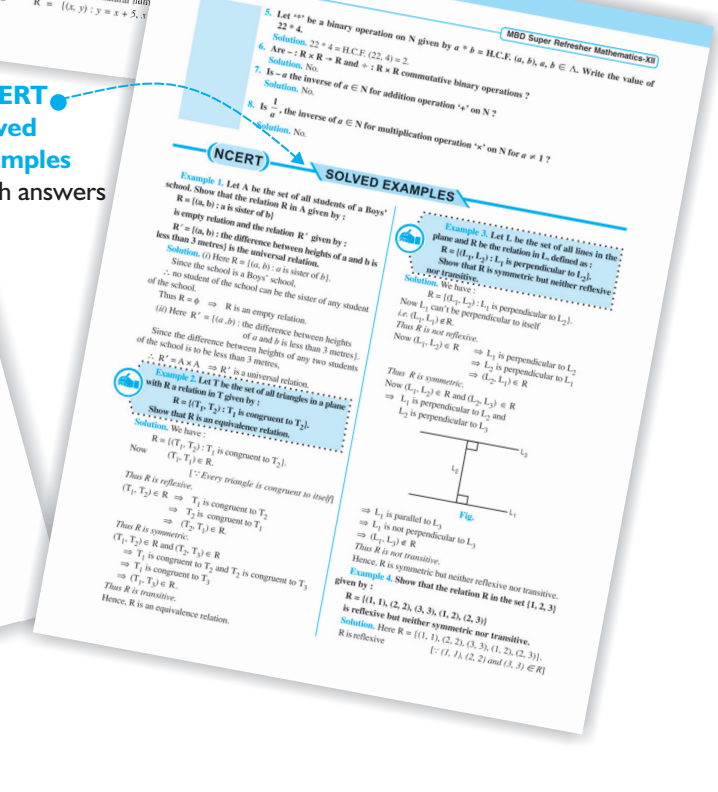 R = {(x, y) : y = x + 5, x
ERT
ved
amples
h answers
MBD Super Refresher Mathematics-XII
5. Let '*' be a binary operation on N given by a * b = H.C.F. (a, b), a, b ∈ A. Write the value of
22 * 4.
Solution. 22 * 4 = H.C.F. (22, 4) = 2.
6. Are – : R × R → R and ÷ : R × R commutative binary operations ?
Solution. No.
7. Is – a the inverse of a ∈ N for addition operation '+' on N ?
Solution. No.
8. Is 1/a, the inverse of a ∈ N for multiplication operation '×' on N for a ≠ 1 ?
Solution. No.
NCERT
SOLVED EXAMPLES
Example 1. Let A be the set of all students of a Boys'
school. Show that the relation R in A given by :
R = {(a, b) : a is sister of b}
is empty relation and the relation R′ given by :
R′ = {(a, b) : the difference between heights of a and b is
less than 3 metres} is the universal relation.
Solution. (i) Here R = {(a, b) : a is sister of b}.
Since the school is a Boys' school.
∴ no student of the school can be the sister of any student
of the school.
Thus R = ϕ ⇒ R is an empty relation.
(ii) Here R′ = {(a ,b) : the difference between heights
of a and b is less than 3 metres}.
Since the difference between heights of any two students
of the school is to be less than 3 metres.
∴ R′ = A × A ⇒ R′ is a universal relation.
Example 2. Let T be the set of all triangles in a plane
with R a relation in T given by :
R = {(T₁, T₂) : T₁ is congruent to T₂}.
Show that R is an equivalence relation.
Solution. We have :
R = {(T₁, T₂) : T₁ is congruent to T₂}.
Now (T₁, T₁) ∈ R.
[∵ Every triangle is congruent to itself]
Thus R is reflexive.
(T₁, T₂) ∈ R ⇒ T₁ is congruent to T₂
⇒ T₂ is congruent to T₁
⇒ (T₂, T₁) ∈ R.
Thus R is symmetric.
(T₁, T₂) ∈ R and (T₂, T₃) ∈ R
⇒ T₁ is congruent to T₂ and T₂ is congruent to T₃
⇒ T₁ is congruent to T₃
⇒ (T₁, T₃) ∈ R.
Thus R is transitive.
Hence, R is an equivalence relation.
Example 3. Let L be the set of all lines in the
plane and R be the relation in L, defined as :
R = {(L₁, L₂) : L₁ is perpendicular to L₂}.
Show that R is symmetric but neither reflexive
nor transitive.
Solution. We have :
R = {(L₁, L₂) : L₁ is perpendicular to L₂}.
Now L₁ can't be perpendicular to itself
i.e. (L₁, L₁) ∉ R.
Thus R is not reflexive.
Now (L₁, L₂) ∈ R ⇒ L₁ is perpendicular to L₂
⇒ L₂ is perpendicular to L₁
⇒ (L₂, L₁) ∈ R
Thus R is symmetric.
Now (L₁, L₂) ∈ R and (L₂, L₃) ∈ R
⇒ L₁ is perpendicular to L₂ and
L₂ is perpendicular to L₃
L₃
L₂
L₁
Fig.
⇒ L₁ is parallel to L₃
⇒ L₁ is not perpendicular to L₃
⇒ (L₁, L₃) ∉ R
Thus R is not transitive.
Hence, R is symmetric but neither reflexive nor transitive.
Example 4. Show that the relation R in the set {1, 2, 3}
given by :
R = {(1, 1), (2, 2), (3, 3), (1, 2), (2, 3)}
is reflexive but neither symmetric nor transitive.
Solution. Here R = {(1, 1), (2, 2), (3, 3), (1, 2), (2, 3)}.
R is reflexive [∵ (1, 1), (2, 2) and (3, 3) ∈ R]